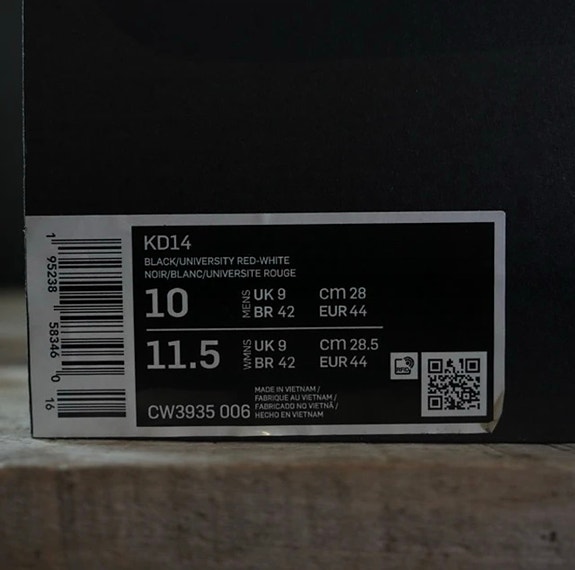 KD14
BLACK/UNIVERSITY RED-WHITE
NOIR/BLANC/UNIVERSITE ROUGE
10 MENS UK 9 cm 28
BR 42 EUR 44
11.5 WMNS UK 9 cm 28.5
BR 42 EUR 44
CW3935 006
MADE IN VIETNAM /
FABRIQUE AU VIETNAM /
FABRICADO NO VIETNÃ /
HECHO EN VIETNAM
1 95238 58346 0 16